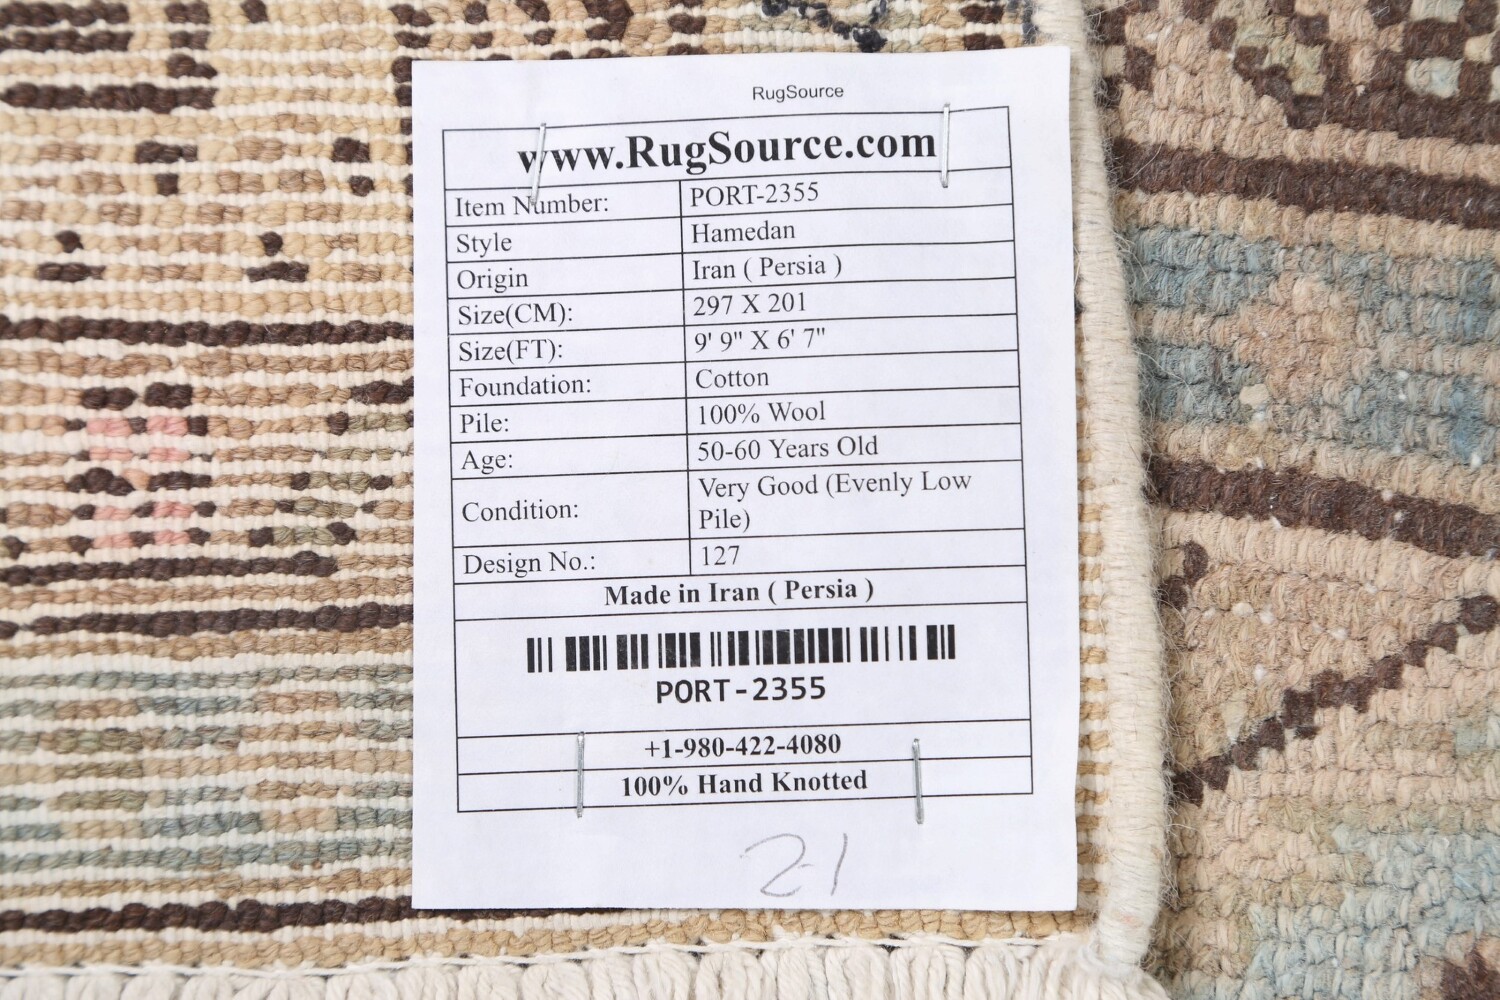 RugSource
www.RugSource.com
Item Number: PORT-2355
Style Hamedan
Origin Iran ( Persia )
Size(CM): 297 X 201
Size(FT): 9' 9" X 6' 7"
Foundation: Cotton
Pile: 100% Wool
Age: 50-60 Years Old
Condition: Very Good (Evenly Low
Pile)
Design No.: 127
Made in Iran ( Persia )
PORT-2355
+1-980-422-4080
100% Hand Knotted
2-1